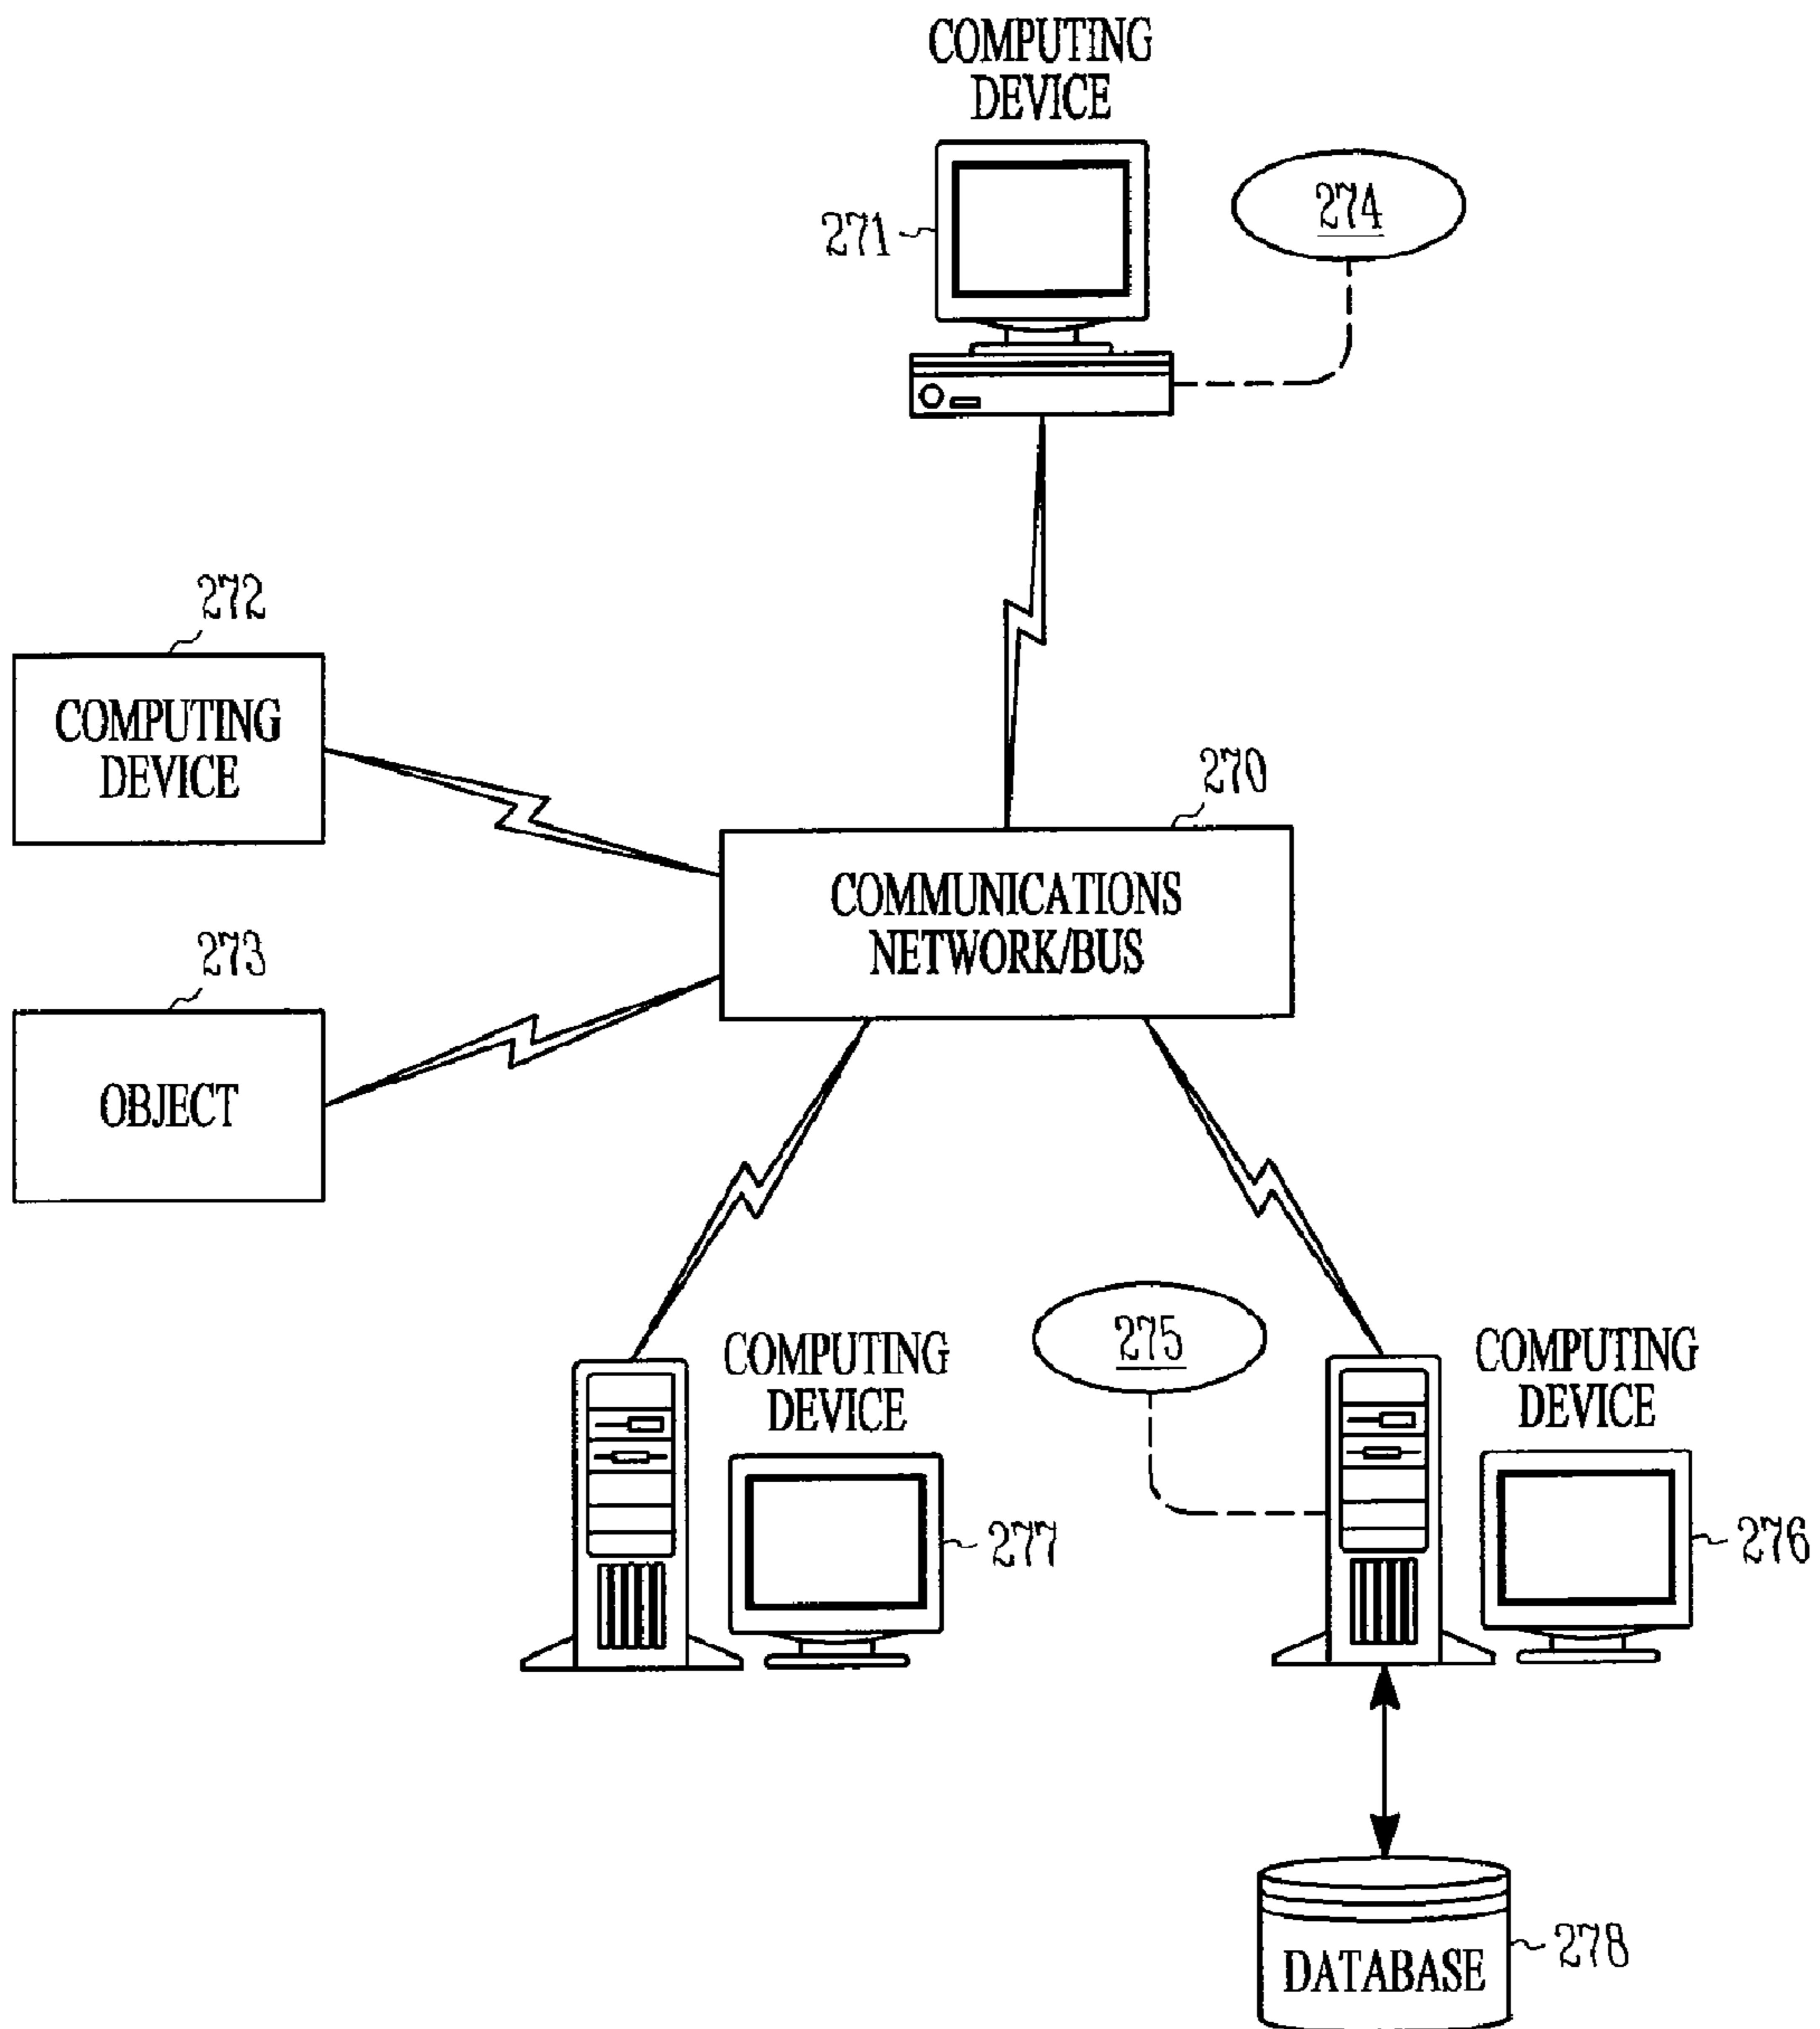 COMPUTING
DEVICE
271
274
272
COMPUTING
DEVICE
270
COMMUNICATIONS
NETWORK/BUS
273
OBJECT
275
COMPUTING
DEVICE
277
COMPUTING
DEVICE
276
DATABASE
278